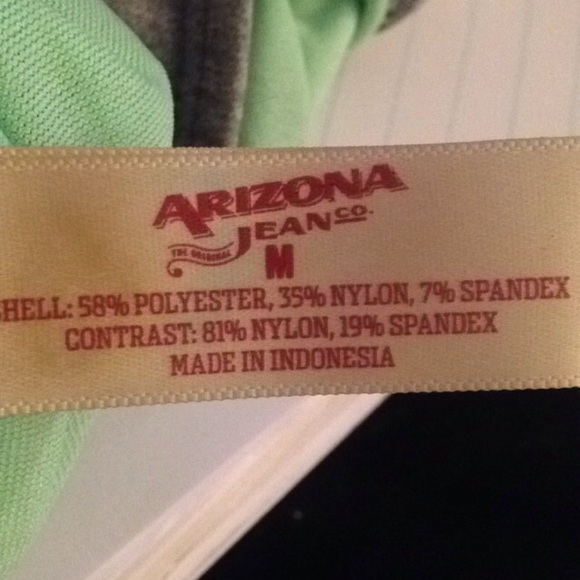 ARIZONA
JEAN CO.
THE ORIGINAL
M
SHELL: 58% POLYESTER, 35% NYLON, 7% SPANDEX
CONTRAST: 81% NYLON, 19% SPANDEX
MADE IN INDONESIA